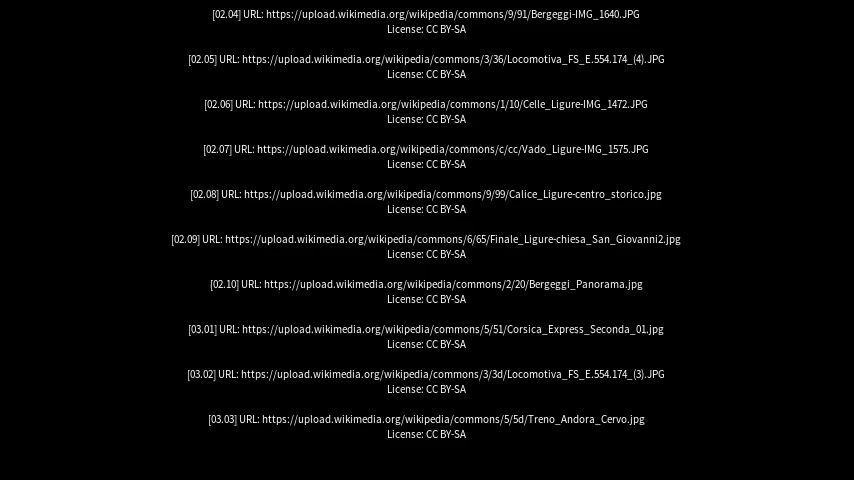 [02.04] URL: https://upload.wikimedia.org/wikipedia/commons/9/91/Bergeggi-IMG_1640.JPG
License: CC BY-SA
[02.05] URL: https://upload.wikimedia.org/wikipedia/commons/3/36/Locomotiva_FS_E.554.174_(4).JPG
License: CC BY-SA
[02.06] URL: https://upload.wikimedia.org/wikipedia/commons/1/10/Celle_Ligure-IMG_1472.JPG
License: CC BY-SA
[02.07] URL: https://upload.wikimedia.org/wikipedia/commons/c/cc/Vado_Ligure-IMG_1575.JPG
License: CC BY-SA
[02.08] URL: https://upload.wikimedia.org/wikipedia/commons/9/99/Calice_Ligure-centro_storico.jpg
License: CC BY-SA
[02.09] URL: https://upload.wikimedia.org/wikipedia/commons/6/65/Finale_Ligure-chiesa_San_Giovanni2.jpg
License: CC BY-SA
[02.10] URL: https://upload.wikimedia.org/wikipedia/commons/2/20/Bergeggi_Panorama.jpg
License: CC BY-SA
[03.01] URL: https://upload.wikimedia.org/wikipedia/commons/5/51/Corsica_Express_Seconda_01.jpg
License: CC BY-SA
[03.02] URL: https://upload.wikimedia.org/wikipedia/commons/3/3d/Locomotiva_FS_E.554.174_(3).JPG
License: CC BY-SA
[03.03] URL: https://upload.wikimedia.org/wikipedia/commons/5/5d/Treno_Andora_Cervo.jpg
License: CC BY-SA